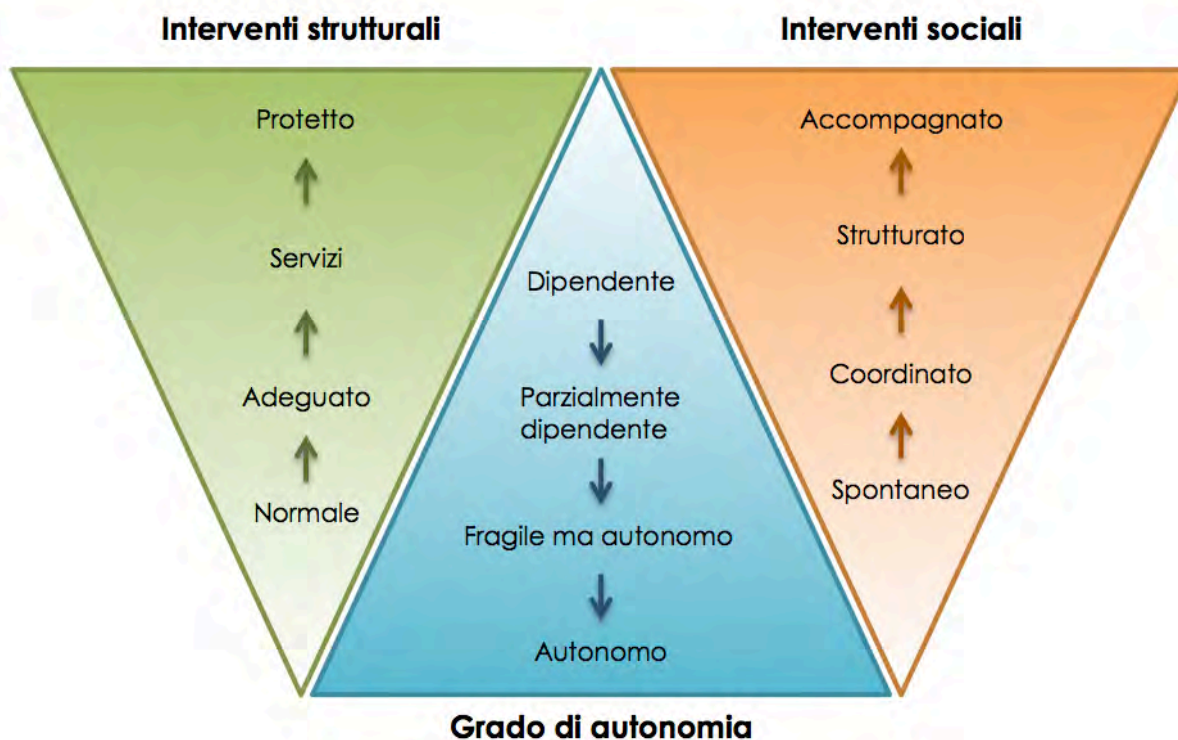 Interventi strutturali
Interventi sociali
Protetto
Servizi
Adeguato
Normale
Dipendente
Parzialmente
dipendente
Fragile ma autonomo
Autonomo
Accompagnato
Strutturato
Coordinato
Spontaneo
Grado di autonomia